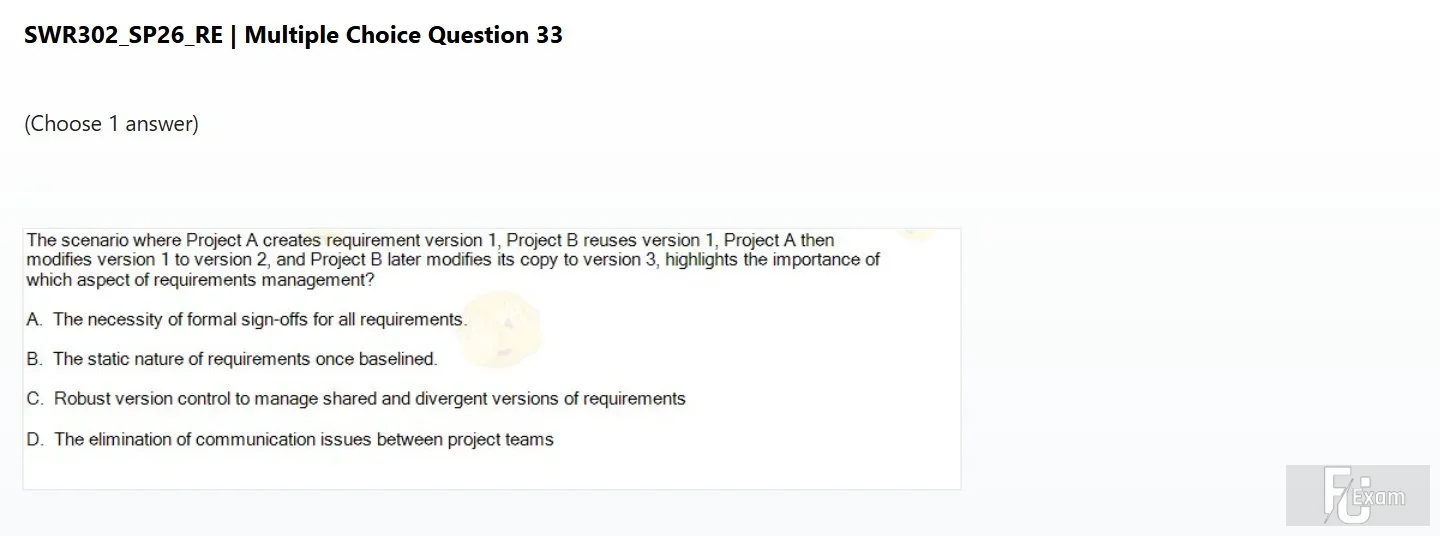 SWR302_SP26_RE | Multiple Choice Question 33
(Choose 1 answer)
The scenario where Project A creates requirement version 1, Project B reuses version 1, Project A then
modifies version 1 to version 2, and Project B later modifies its copy to version 3, highlights the importance of
which aspect of requirements management?
A. The necessity of formal sign-offs for all requirements.
B. The static nature of requirements once baselined.
C. Robust version control to manage shared and divergent versions of requirements
D. The elimination of communication issues between project teams
FU Exam